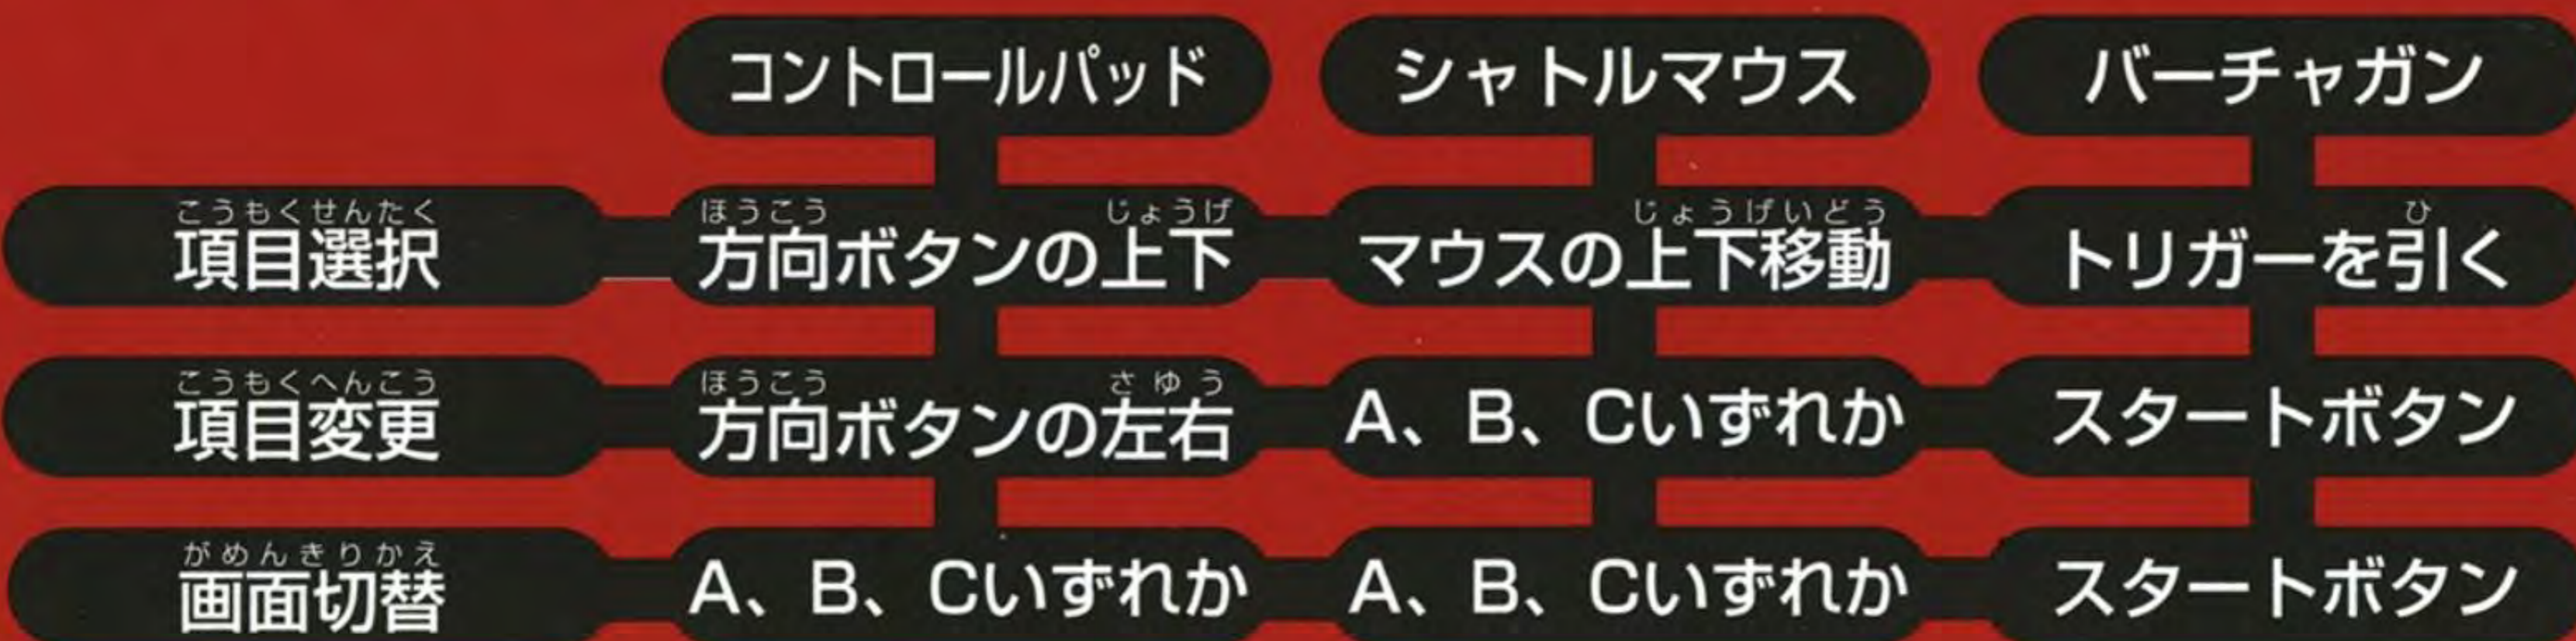 コントロールパッド シャトルマウス バーチャガン
こうもくせんたく ほうこう じょうげ じょうげいどう ひ
項目選択 方向ボタンの上下 マウスの上下移動 トリガーを引く
こうもくへんこう ほうこう さゆう
項目変更 方向ボタンの左右 A、B、Cいずれか スタートボタン
がめんきりかえ
画面切替 A、B、Cいずれか A、B、Cいずれか スタートボタン